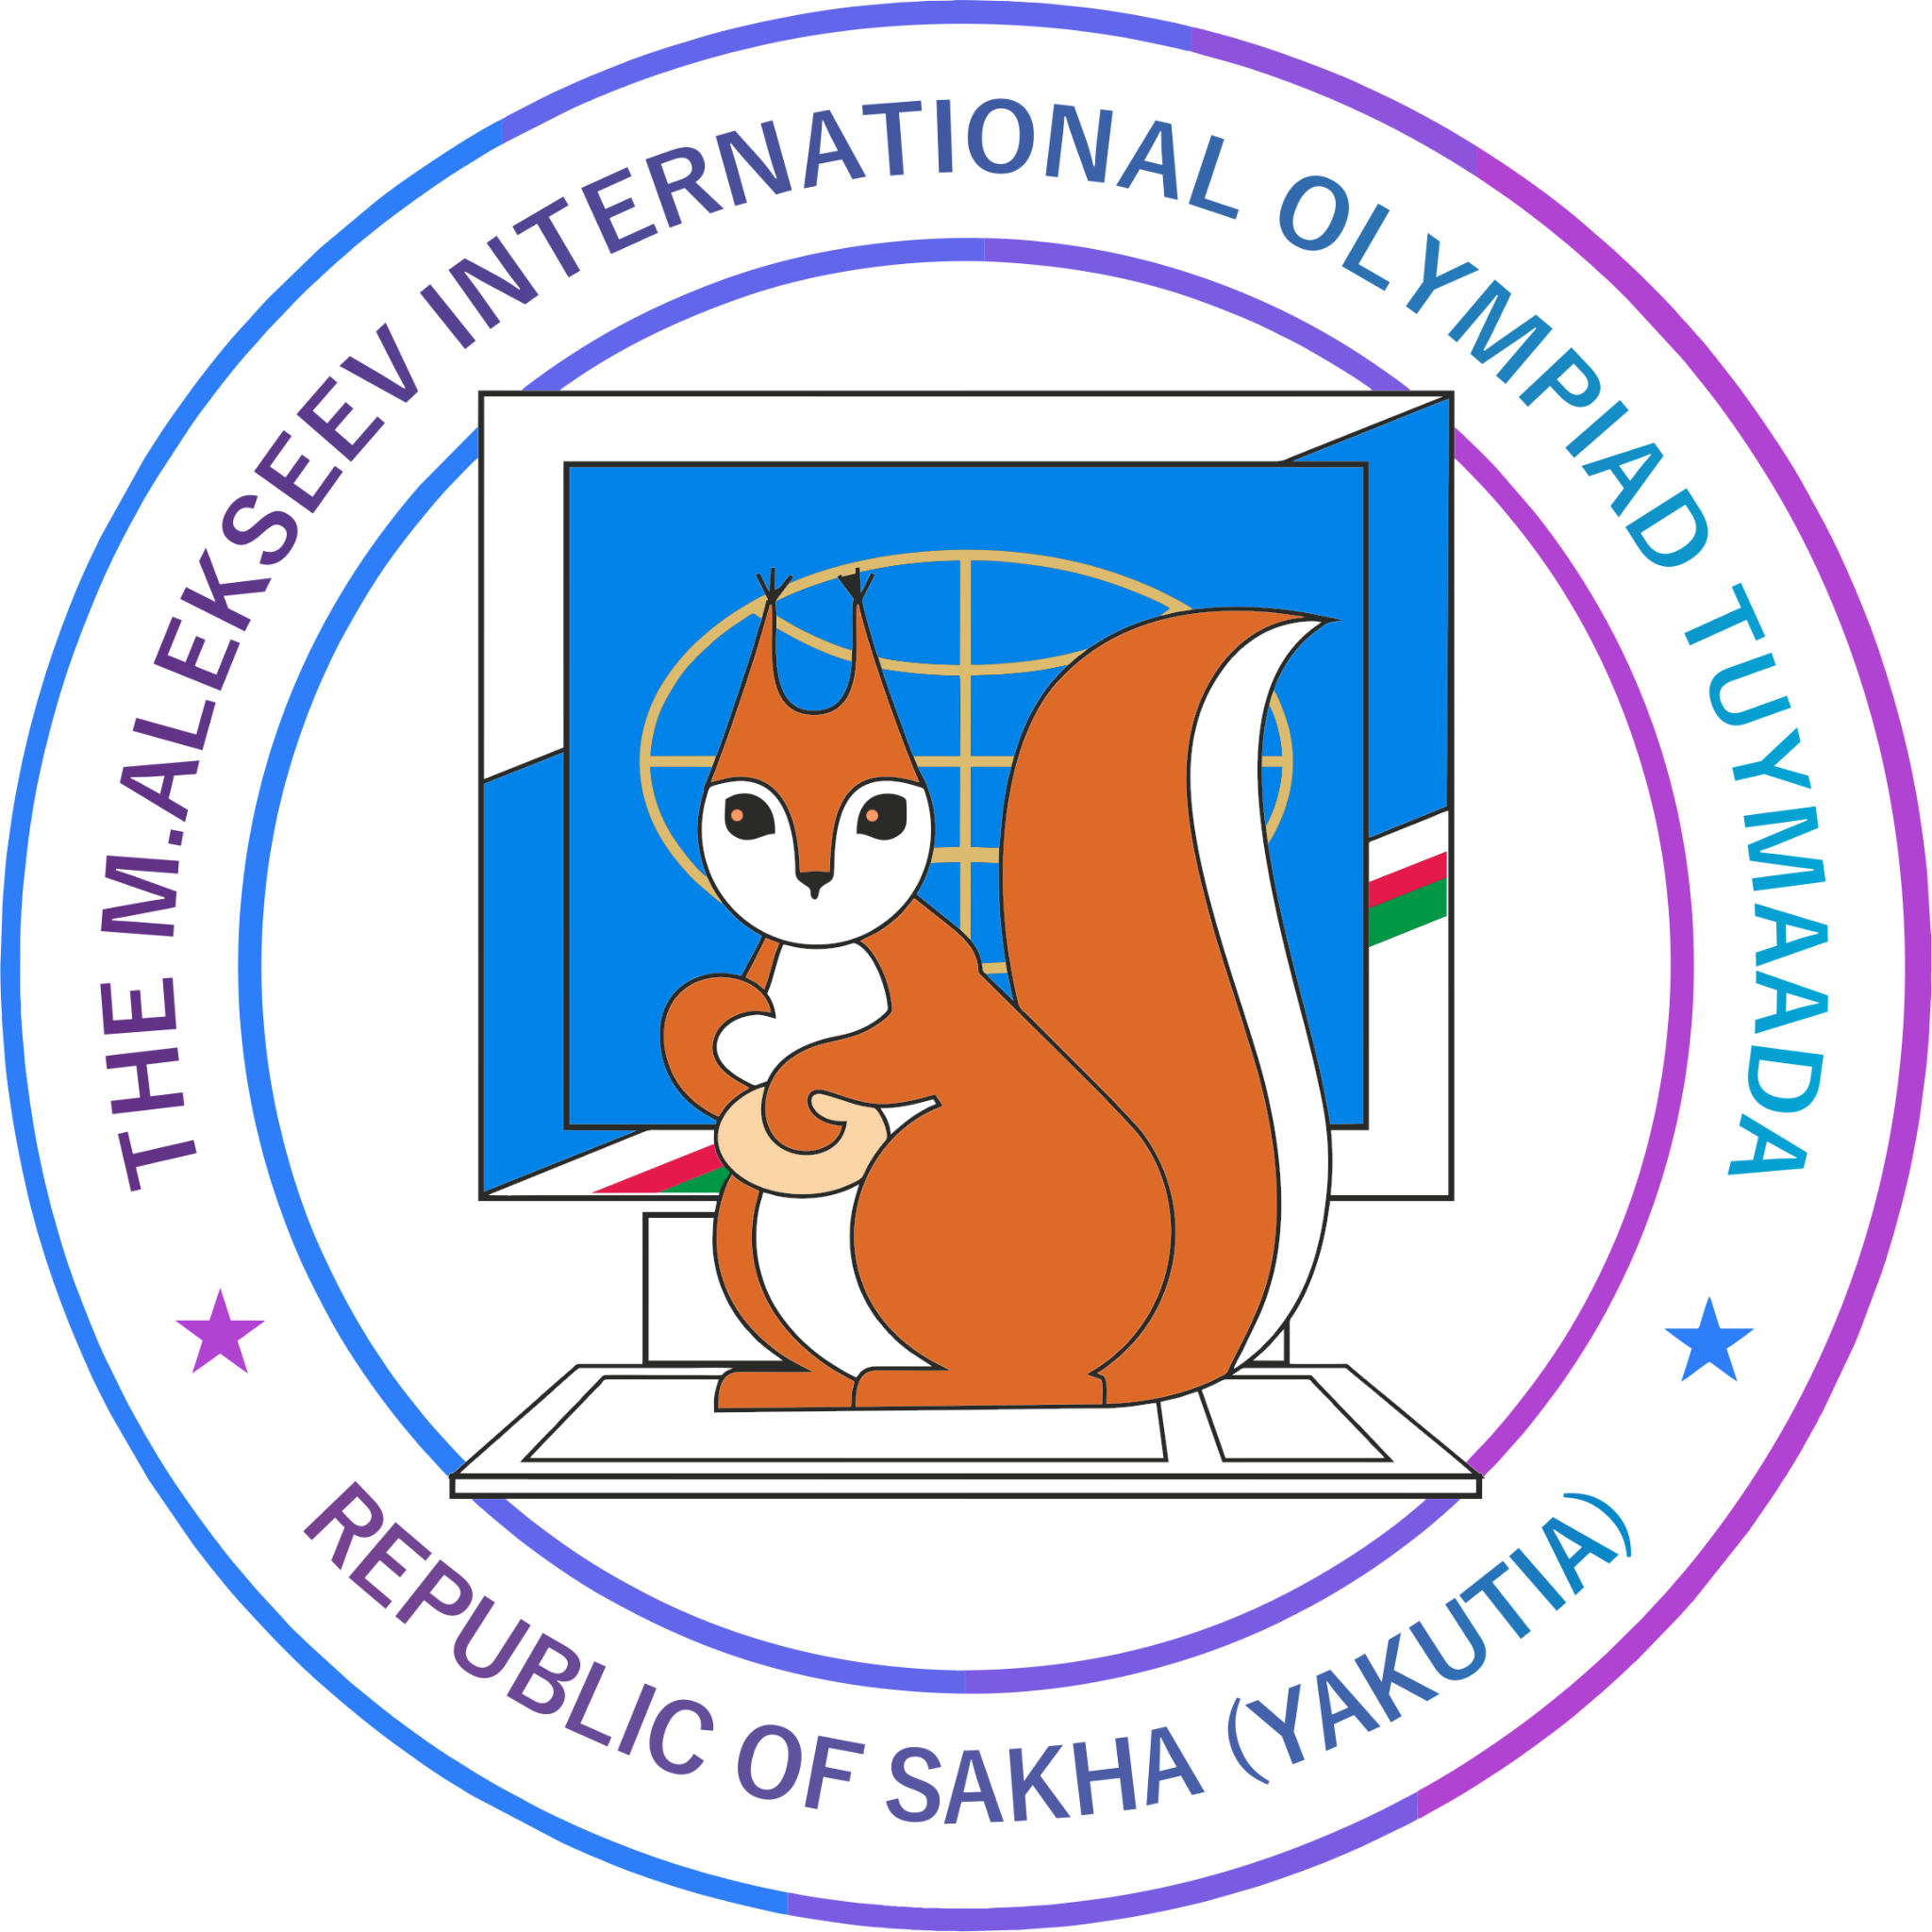 THE M.ALEKSEEV INTERNATIONAL OLYMPIAD TUYMAADA
REPUBLIC OF SAKHA (YAKUTIA)